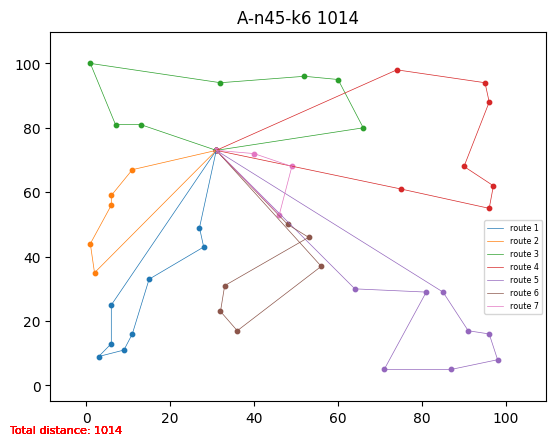 A-n45-k6 1014
100
80
60
40
20
0
0 20 40 60 80 100
route 1
route 2
route 3
route 4
route 5
route 6
route 7
Total distance: 1014